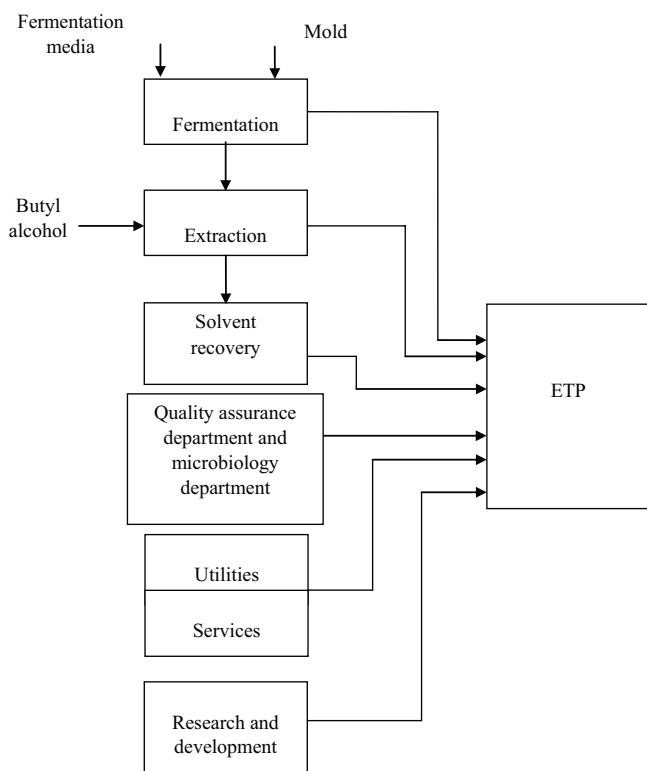 Fermentation
media
Mold
Fermentation
Butyl
alcohol
Extraction
Solvent
recovery
ETP
Quality assurance
department and
microbiology
department
Utilities
Services
Research and
development